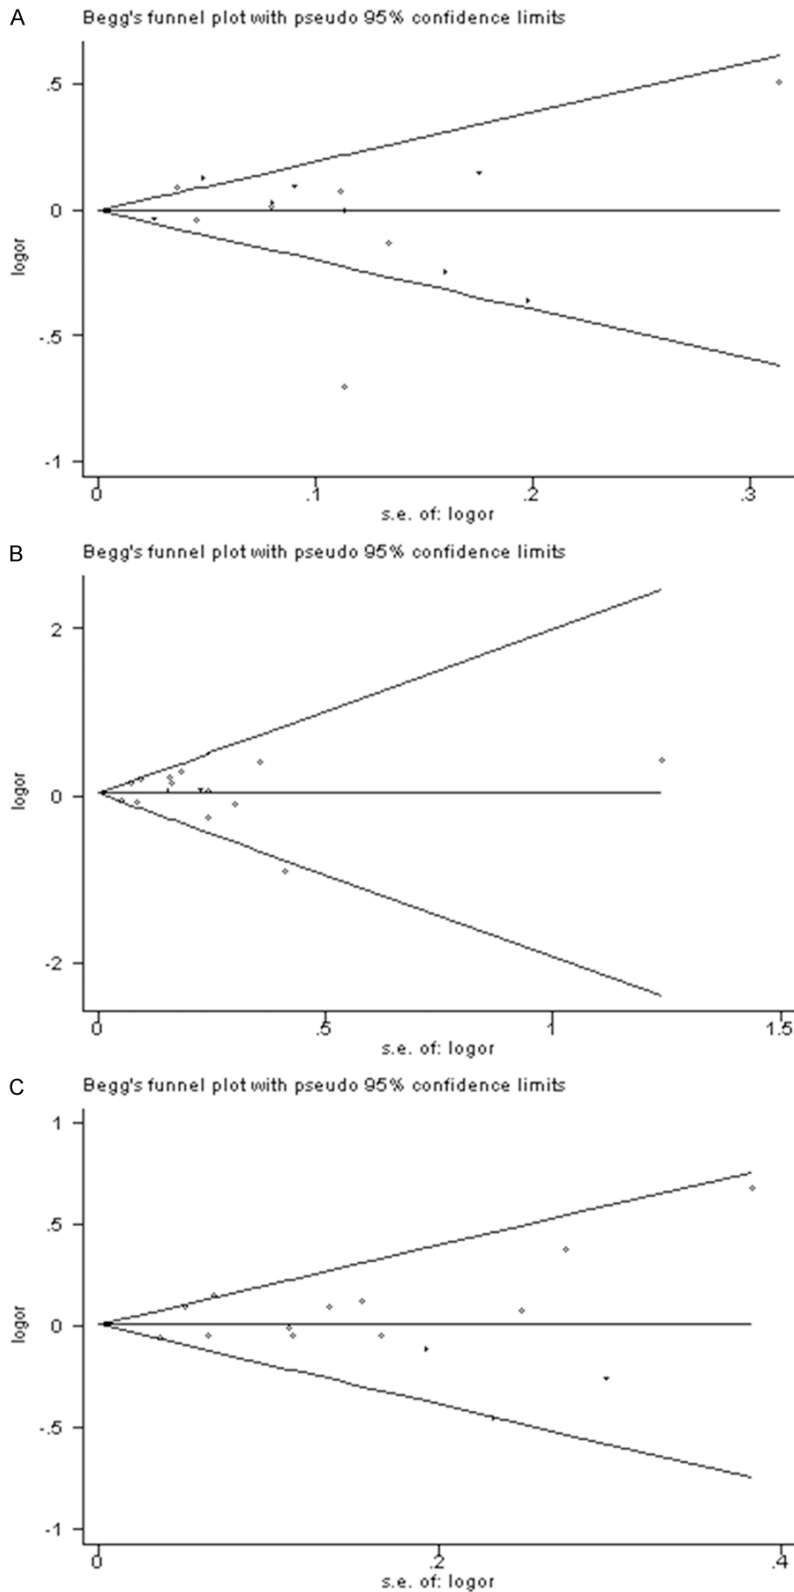 A
Begg's funnel plot with pseudo 95% confidence limits
.5
0
-.5
-1
logor
0 .1 .2 .3
s.e. of: logor
B
Begg's funnel plot with pseudo 95% confidence limits
2
0
-2
logor
0 .5 1 1.5
s.e. of: logor
C
Begg's funnel plot with pseudo 95% confidence limits
1
.5
0
-.5
-1
logor
0 .2 .4
s.e. of: logor